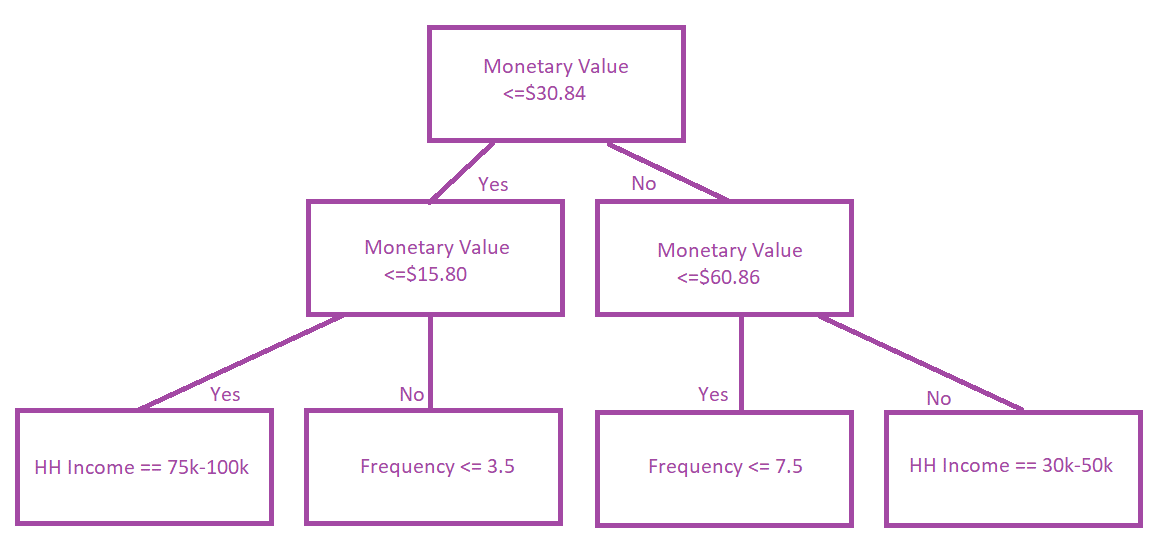 Monetary Value
<=$30.84
Yes
No
Monetary Value
<=$15.80
Monetary Value
<=$60.86
Yes
No
Yes
No
HH Income == 75k-100k
Frequency <= 3.5
Frequency <= 7.5
HH Income == 30k-50k